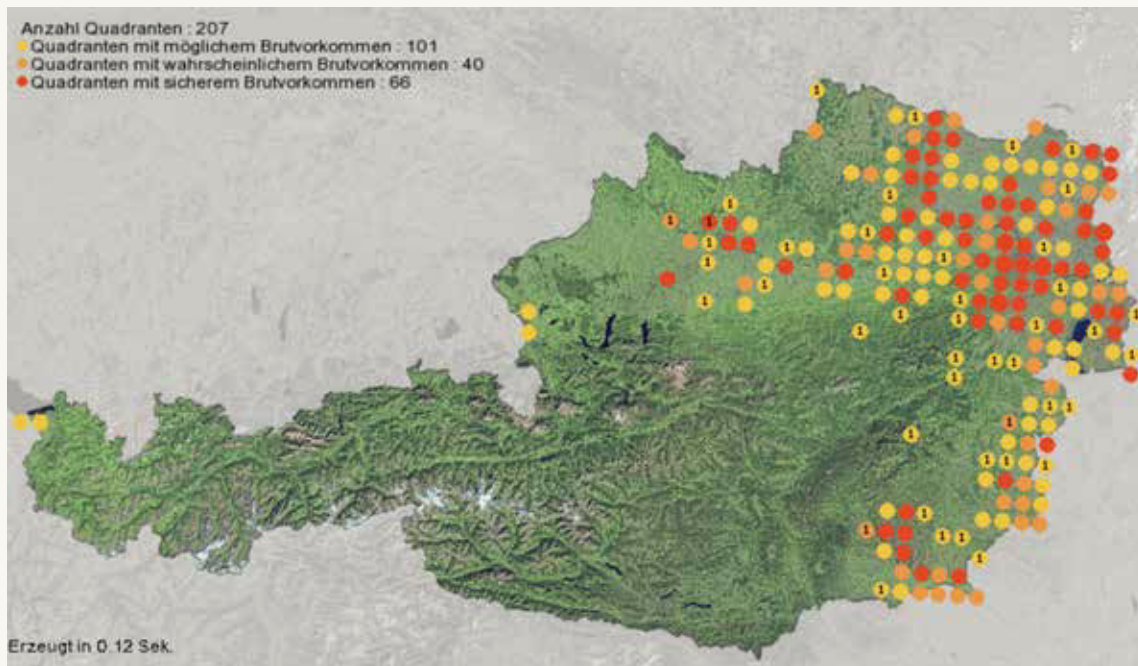 Anzahl Quadranten : 207
Quadranten mit möglichem Brutvorkommen : 101
Quadranten mit wahrscheinlichem Brutvorkommen : 40
Quadranten mit sicherem Brutvorkommen : 66
Erzeugt in 0.12 Sek.